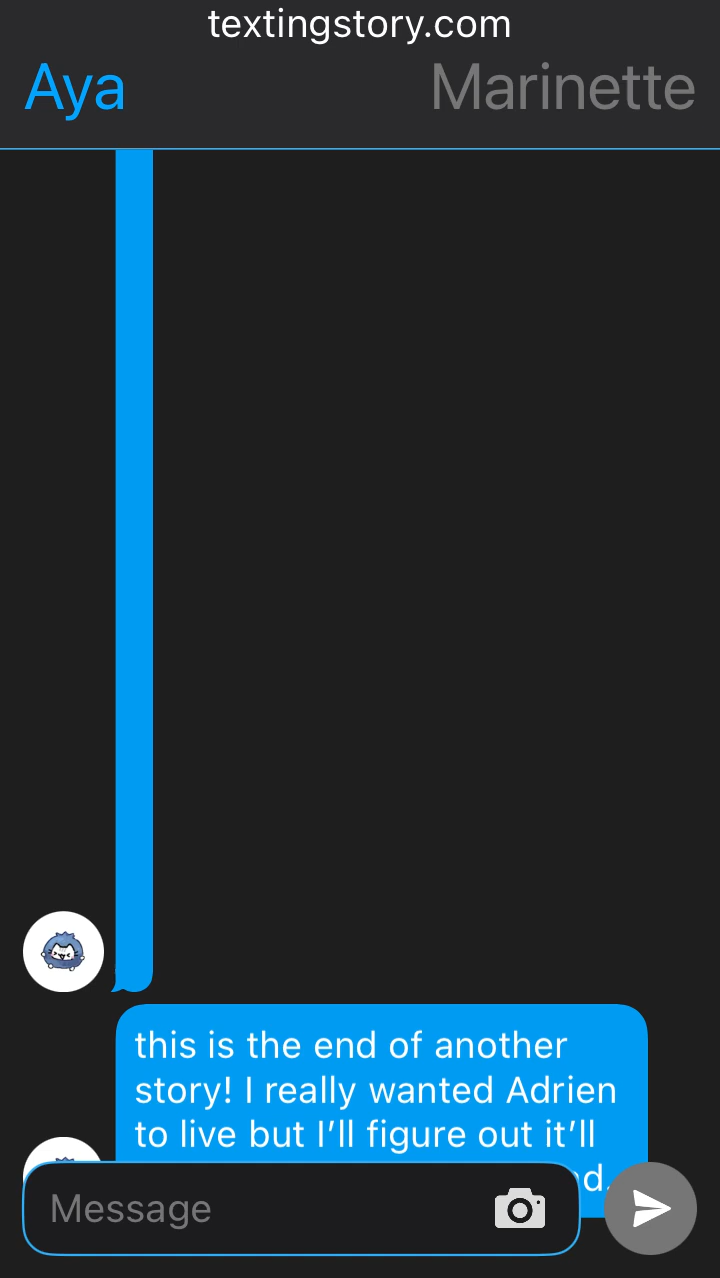 textingstory.com
Aya
Marinette
this is the end of another
story! I really wanted Adrien
to live but I’ll figure out it’ll
Message